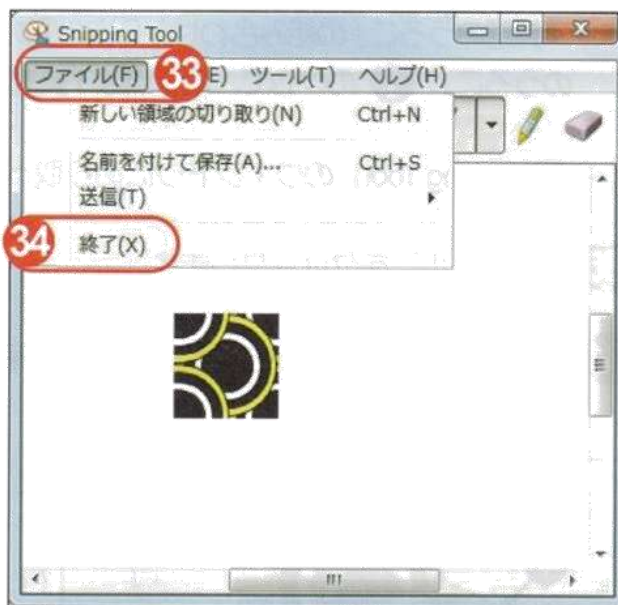 Snipping Tool
ファイル(F) 33 E) ツール(T) ヘルプ(H)
新しい領域の切り取り(N) Ctrl+N
名前を付けて保存(A)... Ctrl+S
送信(T)
34 終了(X)